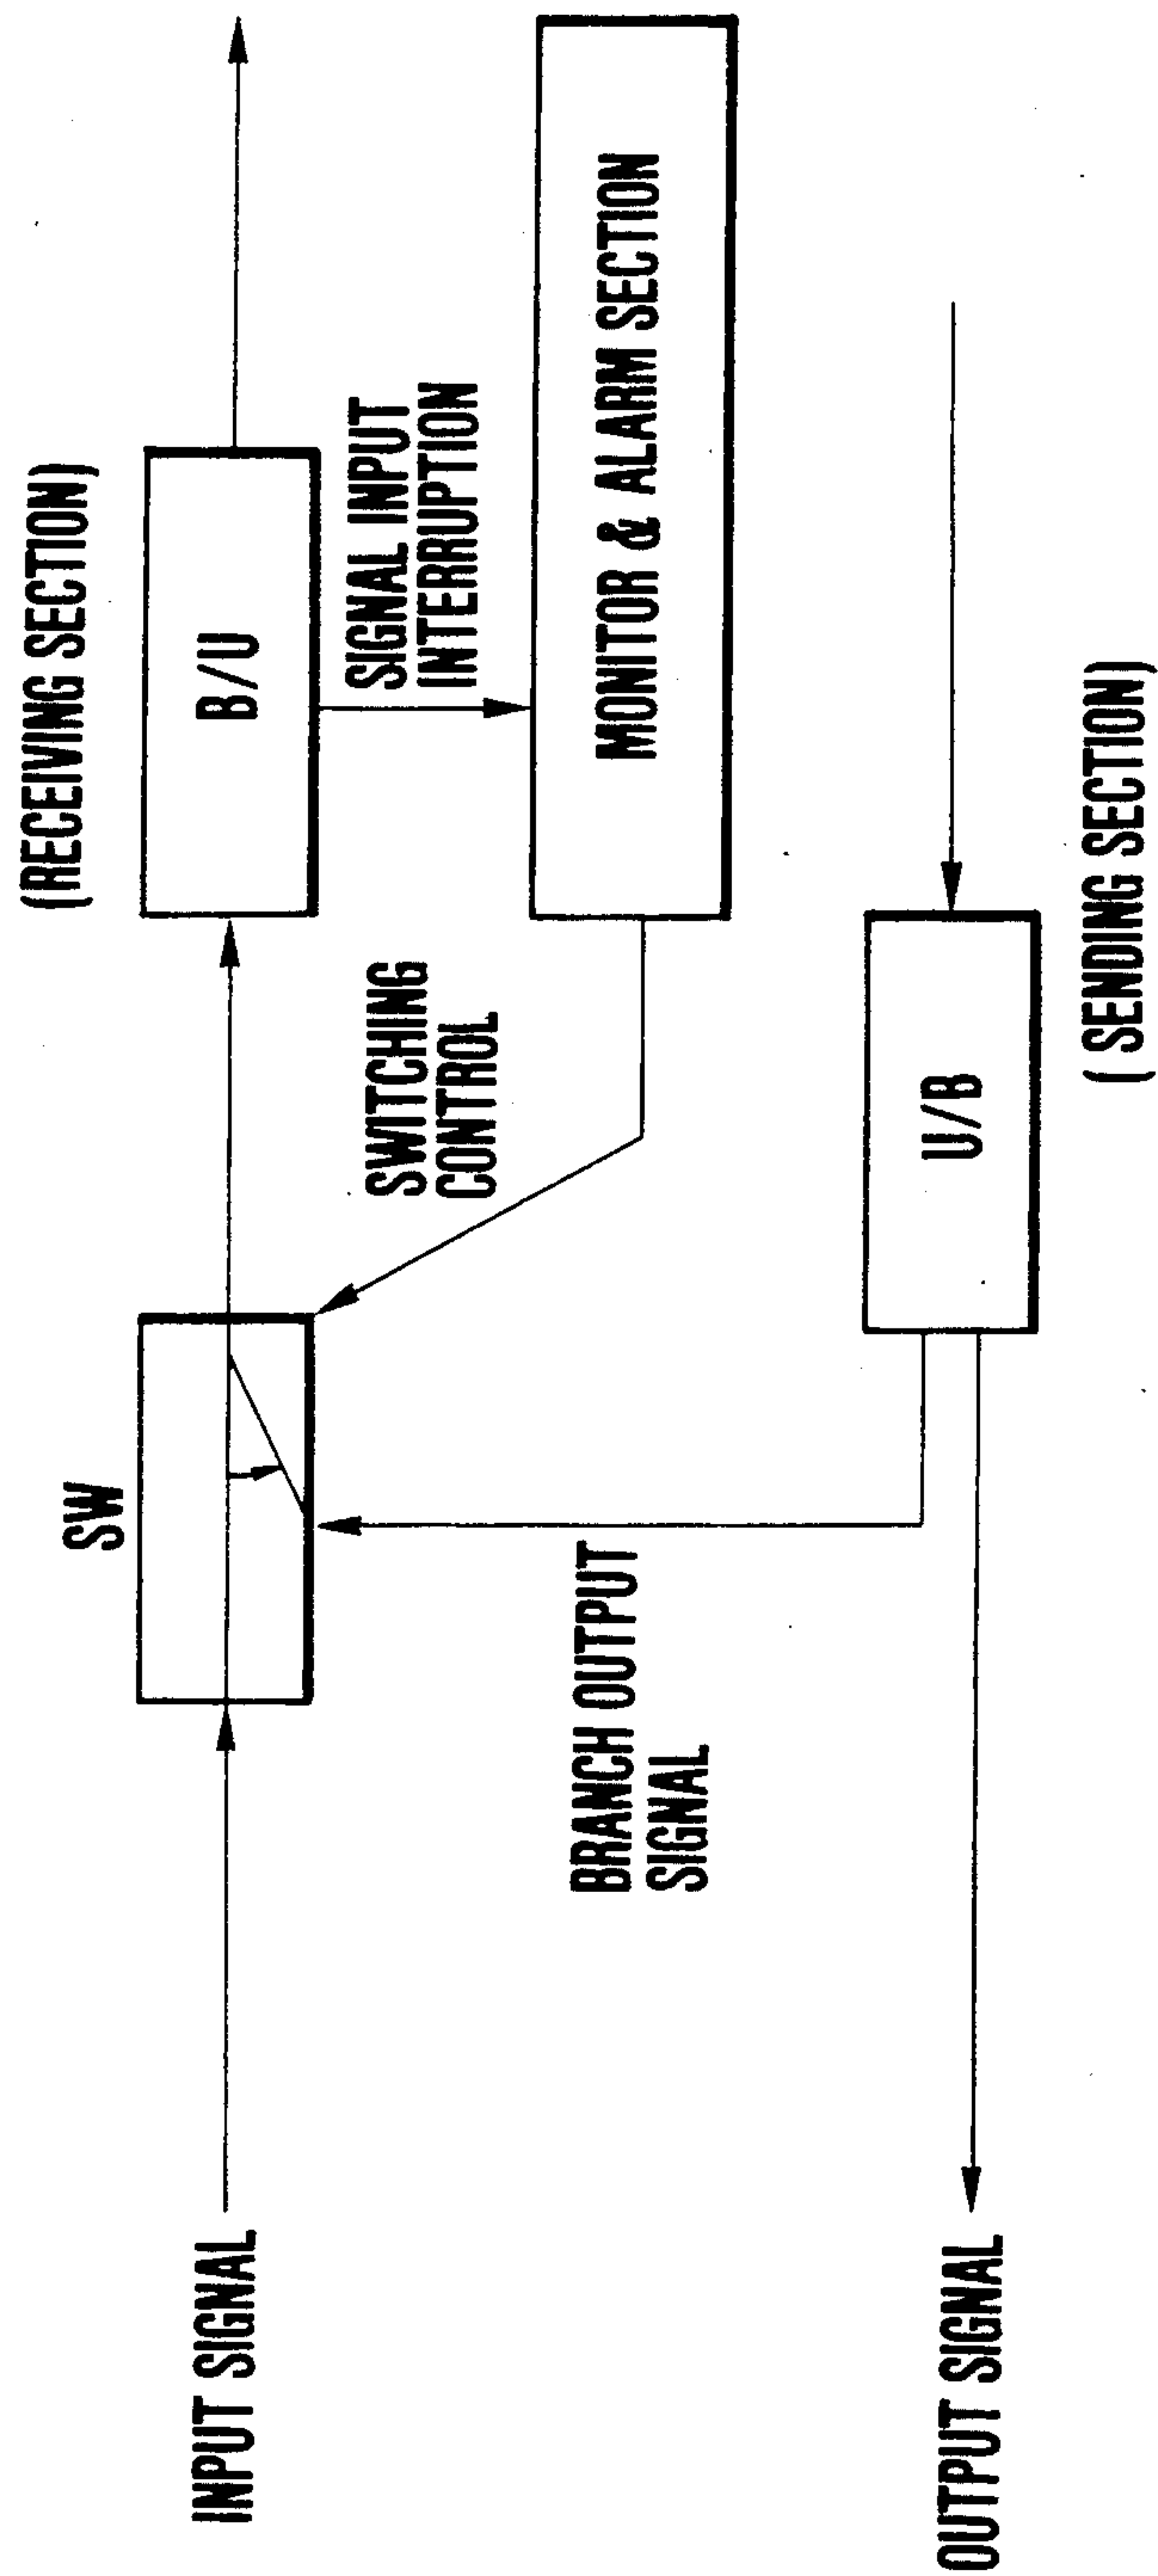 (RECEIVING SECTION)
SW
B/U
INPUT SIGNAL
SIGNAL INPUT
INTERRUPTION
SWITCHING
CONTROL
MONITOR & ALARM SECTION
BRANCH OUTPUT
SIGNAL
U/B
OUTPUT SIGNAL
( SENDING SECTION)